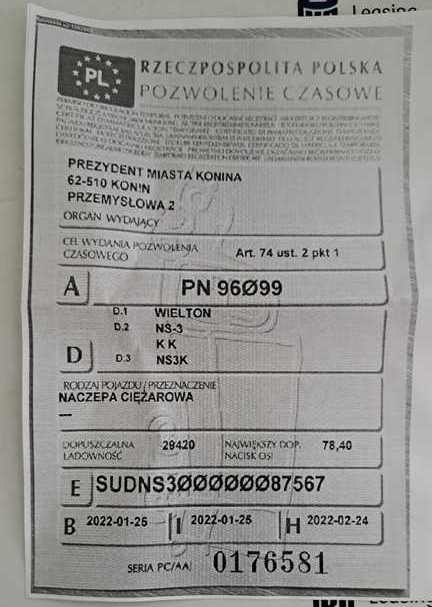 Leasing
PL
RZECZPOSPOLITA POLSKA
POZWOLENIE CZASOWE
PREZYDENT MIASTA KONINA
62-510 KONIN
PRZEMYSŁOWA 2
ORGAN WYDAJĄCY
CEL WYDANIA POZWOLENIA CZASOWEGO Art. 74 ust. 2 pkt 1
A PN 96Ø99
D.1 WIELTON
D.2 NS-3
K K
D D.3 NS3K
RODZAJ POJAZDU / PRZEZNACZENIE
NACZEPA CIĘŻAROWA
—
DOPUSZCZALNA ŁADOWNOŚĆ 29420 NAJWIĘKSZY DOP. NACISK OSI 78,40
E SUDNS3ØØØØØØ87567
B 2022-01-25 I 2022-01-25 H 2022-02-24
SERIA PC/AAJ 0176581